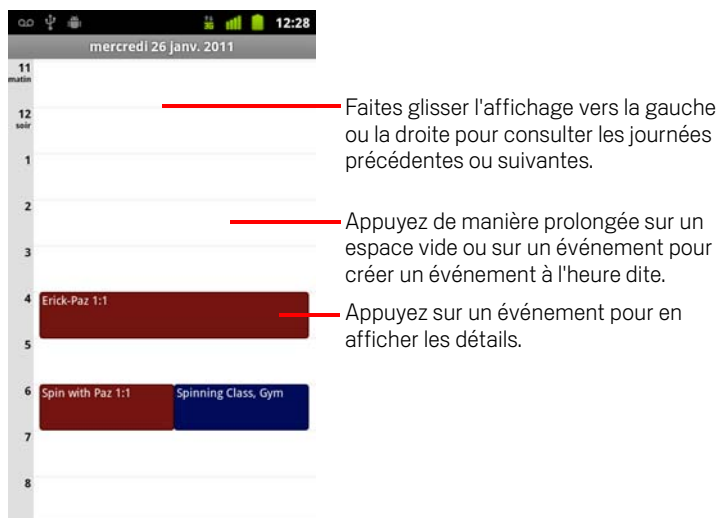 12:28
mercredi 26 janv. 2011
11
matin
12
soir
1
2
3
4
Erick-Paz 1:1
5
6
Spin with Paz 1:1
Spinning Class, Gym
7
8
Faites glisser l'affichage vers la gauche
ou la droite pour consulter les journées
précédentes ou suivantes.
Appuyez de manière prolongée sur un
espace vide ou sur un événement pour
créer un événement à l'heure dite.
Appuyez sur un événement pour en
afficher les détails.